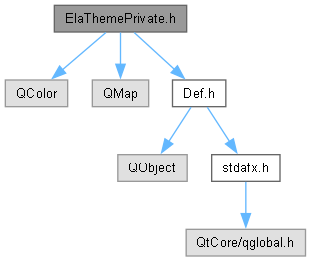 ElaThemePrivate.h
QColor
QMap
Def.h
QObject
stdafx.h
QtCore/qglobal.h